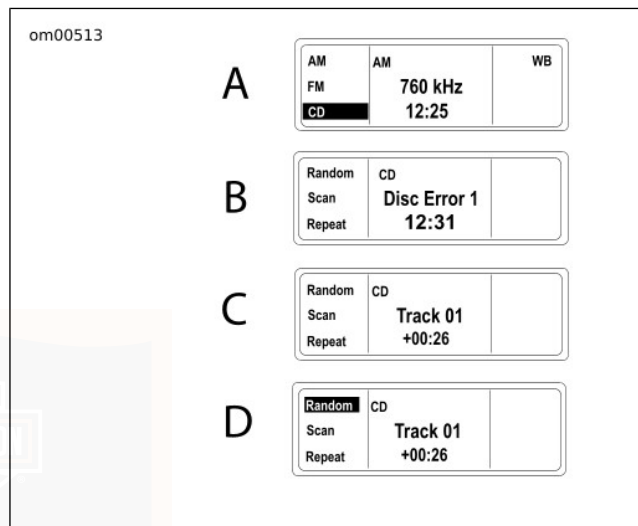 om00513
A
AM AM WB
FM 760 kHz
CD 12:25
B
Random CD
Scan Disc Error 1
Repeat 12:31
C
Random CD
Scan Track 01
Repeat +00:26
D
Random CD
Scan Track 01
Repeat +00:26